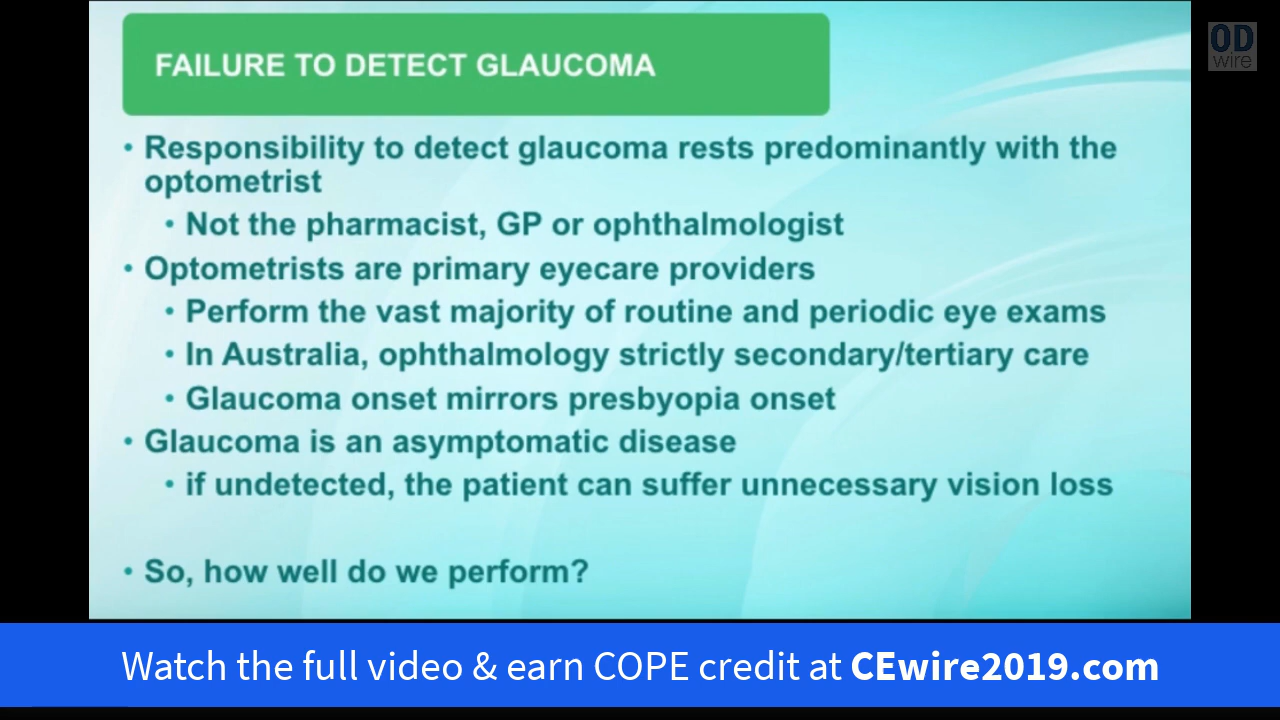 OD
wire
FAILURE TO DETECT GLAUCOMA
• Responsibility to detect glaucoma rests predominantly with the
optometrist
• Not the pharmacist, GP or ophthalmologist
• Optometrists are primary eyecare providers
• Perform the vast majority of routine and periodic eye exams
• In Australia, ophthalmology strictly secondary/tertiary care
• Glaucoma onset mirrors presbyopia onset
• Glaucoma is an asymptomatic disease
• if undetected, the patient can suffer unnecessary vision loss
• So, how well do we perform?
Watch the full video & earn COPE credit at CEwire2019.com